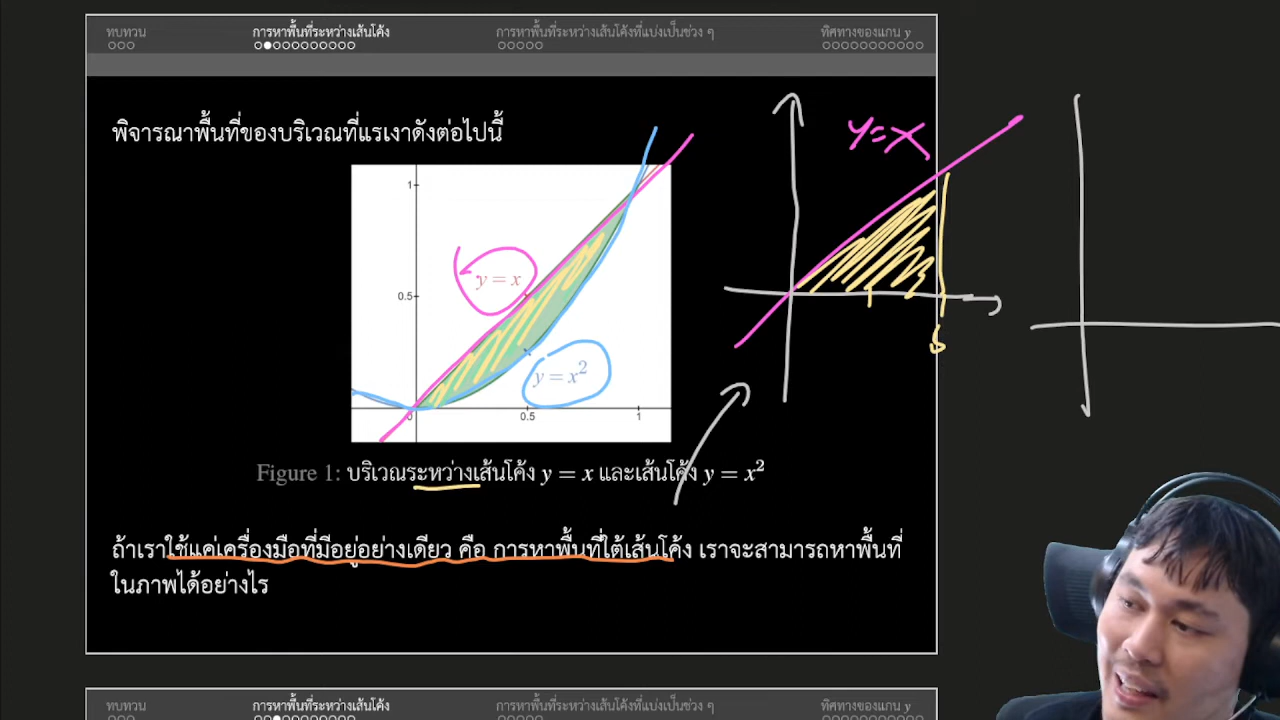 ทบทวน
การหาพื้นที่ระหว่างเส้นโค้ง
การหาพื้นที่ระหว่างเส้นโค้งที่แบ่งเป็นช่วง ๆ
ทิศทางของแกน y
พิจารณาพื้นที่ของบริเวณที่แรเงาดังต่อไปนี้
y=x
1
y = x
0.5
y = x²
0
0.5
1
Figure 1: บริเวณระหว่างเส้นโค้ง y = x และเส้นโค้ง y = x²
ถ้าเราใช้แค่เครื่องมือที่มีอยู่อย่างเดียว คือ การหาพื้นที่ใต้เส้นโค้ง เราจะสามารถหาพื้นที่
ในภาพได้อย่างไร
ทบทวน
การหาพื้นที่ระหว่างเส้นโค้ง
การหาพื้นที่ระหว่างเส้นโค้งที่แบ่งเป็นช่วง ๆ
ทิศทางของแกน y